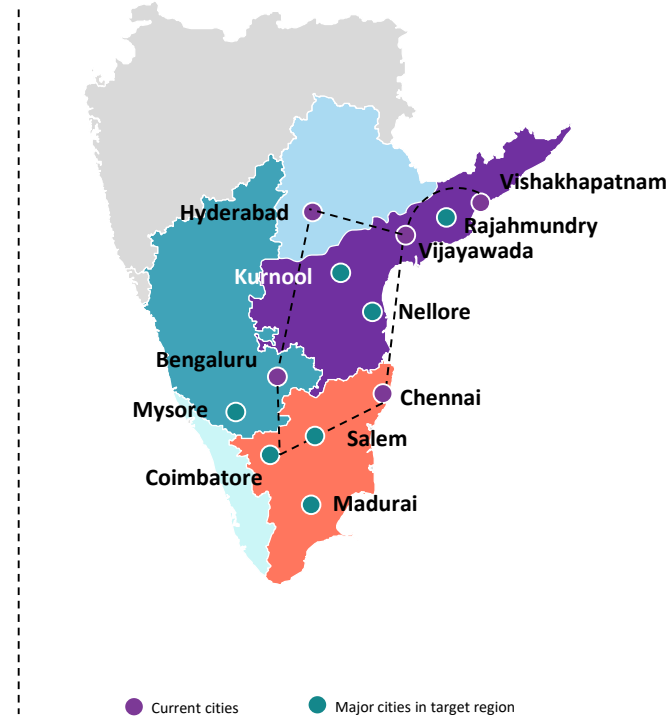 Vishakhapatnam
Hyderabad
Rajahmundry
Vijayawada
Kurnool
Nellore
Bengaluru
Chennai
Mysore
Salem
Coimbatore
Madurai
Current cities
Major cities in target region